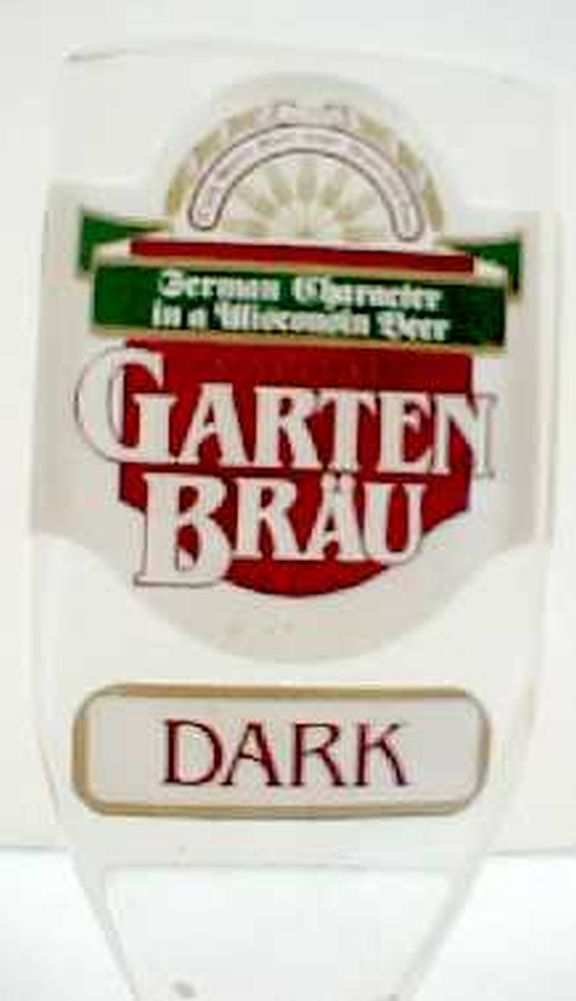 German Character
in a Wisconsin Beer
GARTEN
BRÄU
DARK